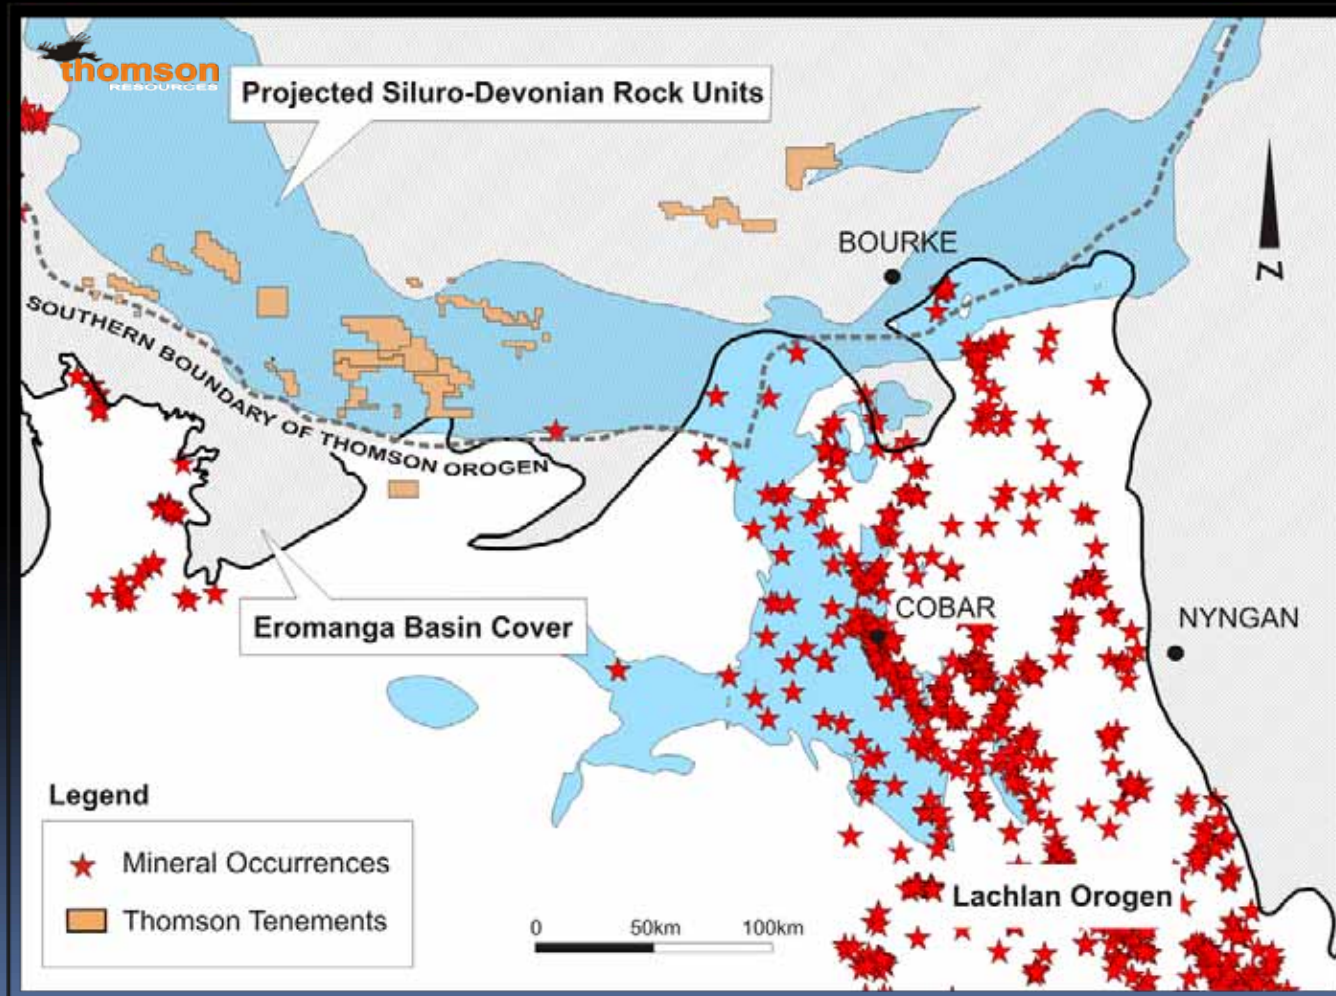 thomson
RESOURCES
Projected Siluro-Devonian Rock Units
BOURKE
N
SOUTHERN BOUNDARY OF THOMSON OROGEN
COBAR
NYNGAN
Eromanga Basin Cover
Legend
Mineral Occurrences
Thomson Tenements
0 50km 100km
Lachlan Orogen